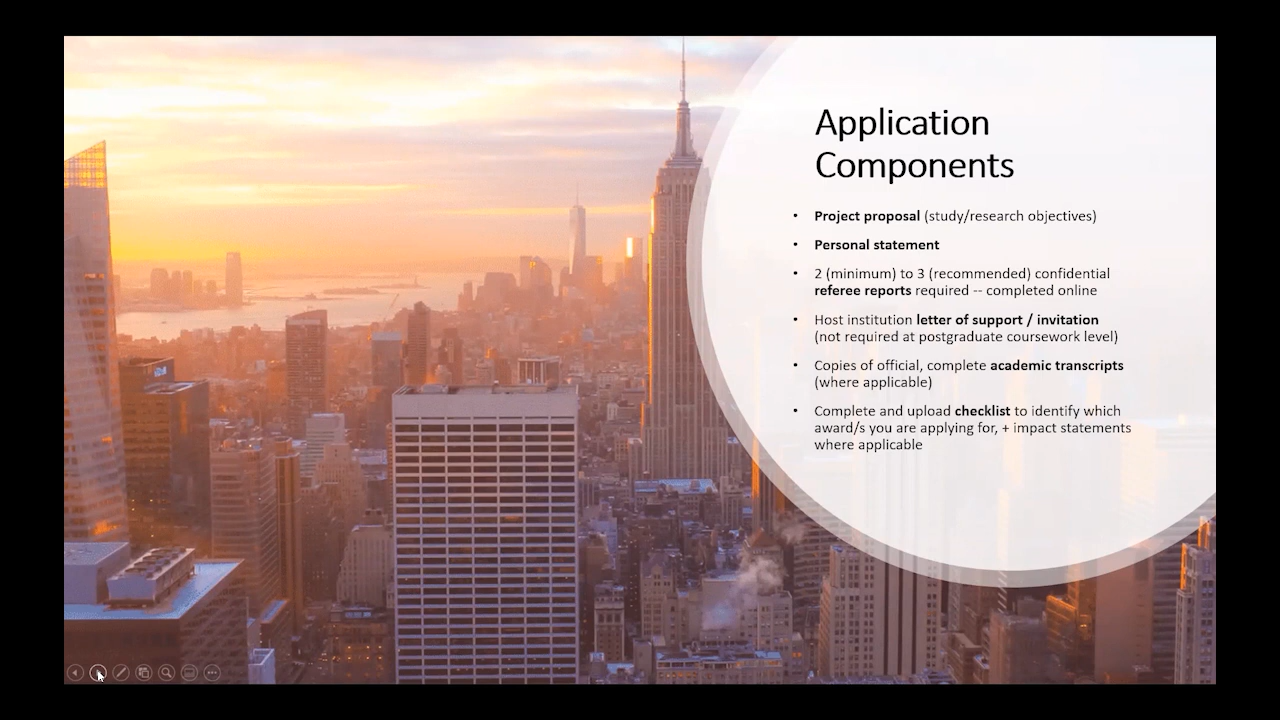 Application
Components
• Project proposal (study/research objectives)
• Personal statement
• 2 (minimum) to 3 (recommended) confidential
referee reports required -- completed online
• Host institution letter of support / invitation
(not required at postgraduate coursework level)
• Copies of official, complete academic transcripts
(where applicable)
• Complete and upload checklist to identify which
award/s you are applying for, + impact statements
where applicable